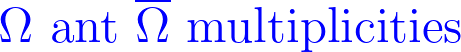 Ω ant Ω̅ multiplicities